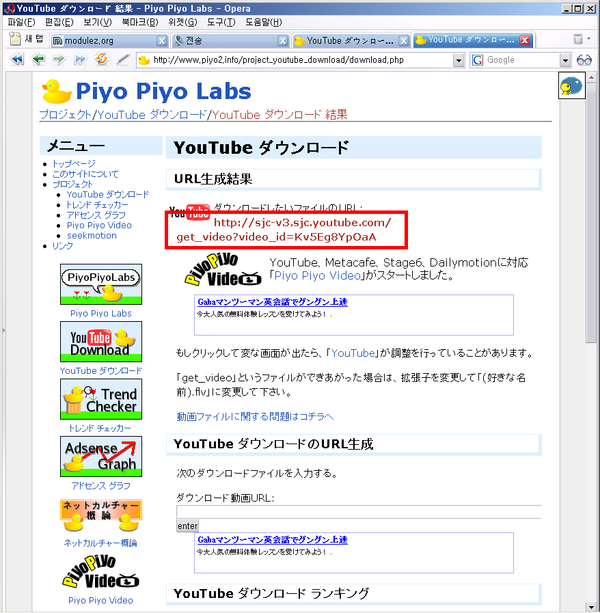 YouTube ダウンロード 結果 - Piyo Piyo Labs - Opera
파일(F) 편집(E) 보기(V) 북마크(B) 위젯(G) 도구(T) 도움말(H)
새 탭 modulez,org 전송 YouTube ダウンロー... YouTube ダウンロー...
http://www.piyo2.info/project_youtube_download/download.php Google
Piyo Piyo Labs
プロジェクト/YouTube ダウンロード/YouTube ダウンロード 結果
メニュー
トップページ
このサイトについて
プロジェクト
YouTube ダウンロード
トレンド チェッカー
アドセンス グラフ
Piyo Piyo Video
seekmotion
リンク
PiyoPiyoLabs
Piyo Piyo Labs
YouTube
Download
YouTube ダウンロード
Trend
Checker
トレンド チェッカー
Adsense
Graph
アドセンス グラフ
ネットカルチャー
概論
ネットカルチャー概論
PiyoPiyo
Video
Piyo Piyo Video
YouTube ダウンロード
URL生成結果
YouTube ダウンロードしたいファイルのURL:
http://sjc-v3.sjc.youtube.com/
get_video?video_id=Kv5Eg8YpOaA
PiyoPiyo
Video
YouTube、Metacafe、Stage6、Dailymotionに対応
「Piyo Piyo Video」がスタートしました。
Gabaマンツーマン英会話でグングン上達
今大人気の無料体験レッスンを受けてみよう！.
もしクリックして変な画面が出たら、「YouTube」が調整を行っていることがあります。
「get_video」というファイルができあがった場合は、拡張子を変更して「(好きな名
前).flv」に変更して下さい。
動画ファイルに関する問題はコチラへ
YouTube ダウンロードのURL生成
次のダウンロードファイルを入力する。
ダウンロード動画URL:
enter
Gabaマンツーマン英会話でグングン上達
今大人気の無料体験レッスンを受けてみよう！.
YouTube ダウンロード ランキング